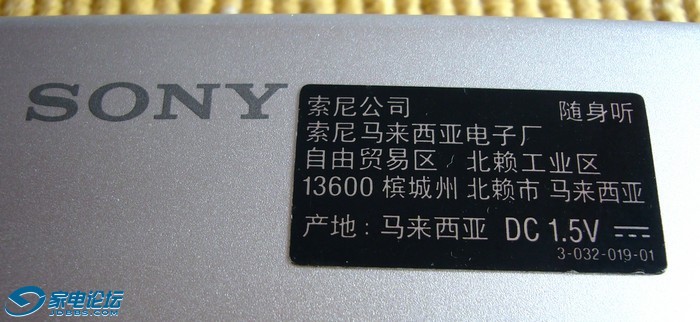 SONY
索尼公司 随身听
索尼马来西亚电子厂
自由贸易区 北赖工业区
13600 槟城州 北赖市 马来西亚
产地：马来西亚 DC 1.5V
3-032-019-01
家电论坛
JDBBS.COM